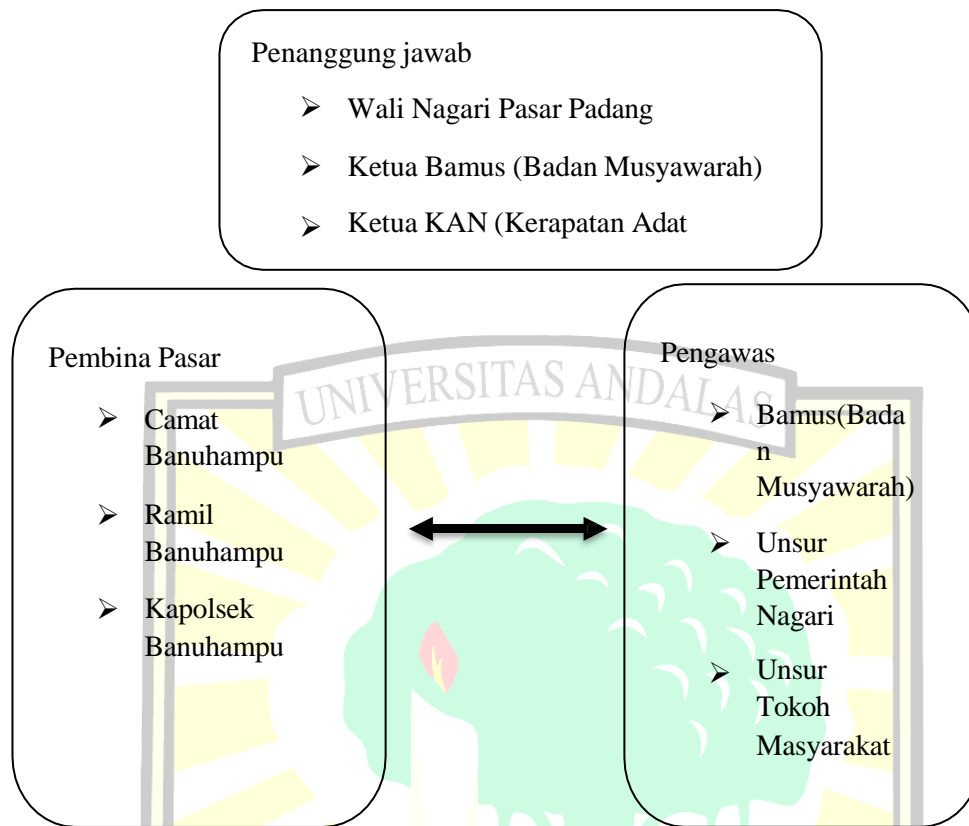 Penanggung jawab
➢ Wali Nagari Pasar Padang
➢ Ketua Bamus (Badan Musyawarah)
➢ Ketua KAN (Kerapatan Adat
Pembina Pasar
➢ Camat
Banuhampu
➢ Ramil
Banuhampu
➢ Kapolsek
Banuhampu
UNIVERSITAS ANDALAS
Pengawas
➢ Bamus(Bada
n
Musyawarah)
➢ Unsur
Pemerintah
Nagari
➢ Unsur
Tokoh
Masyarakat